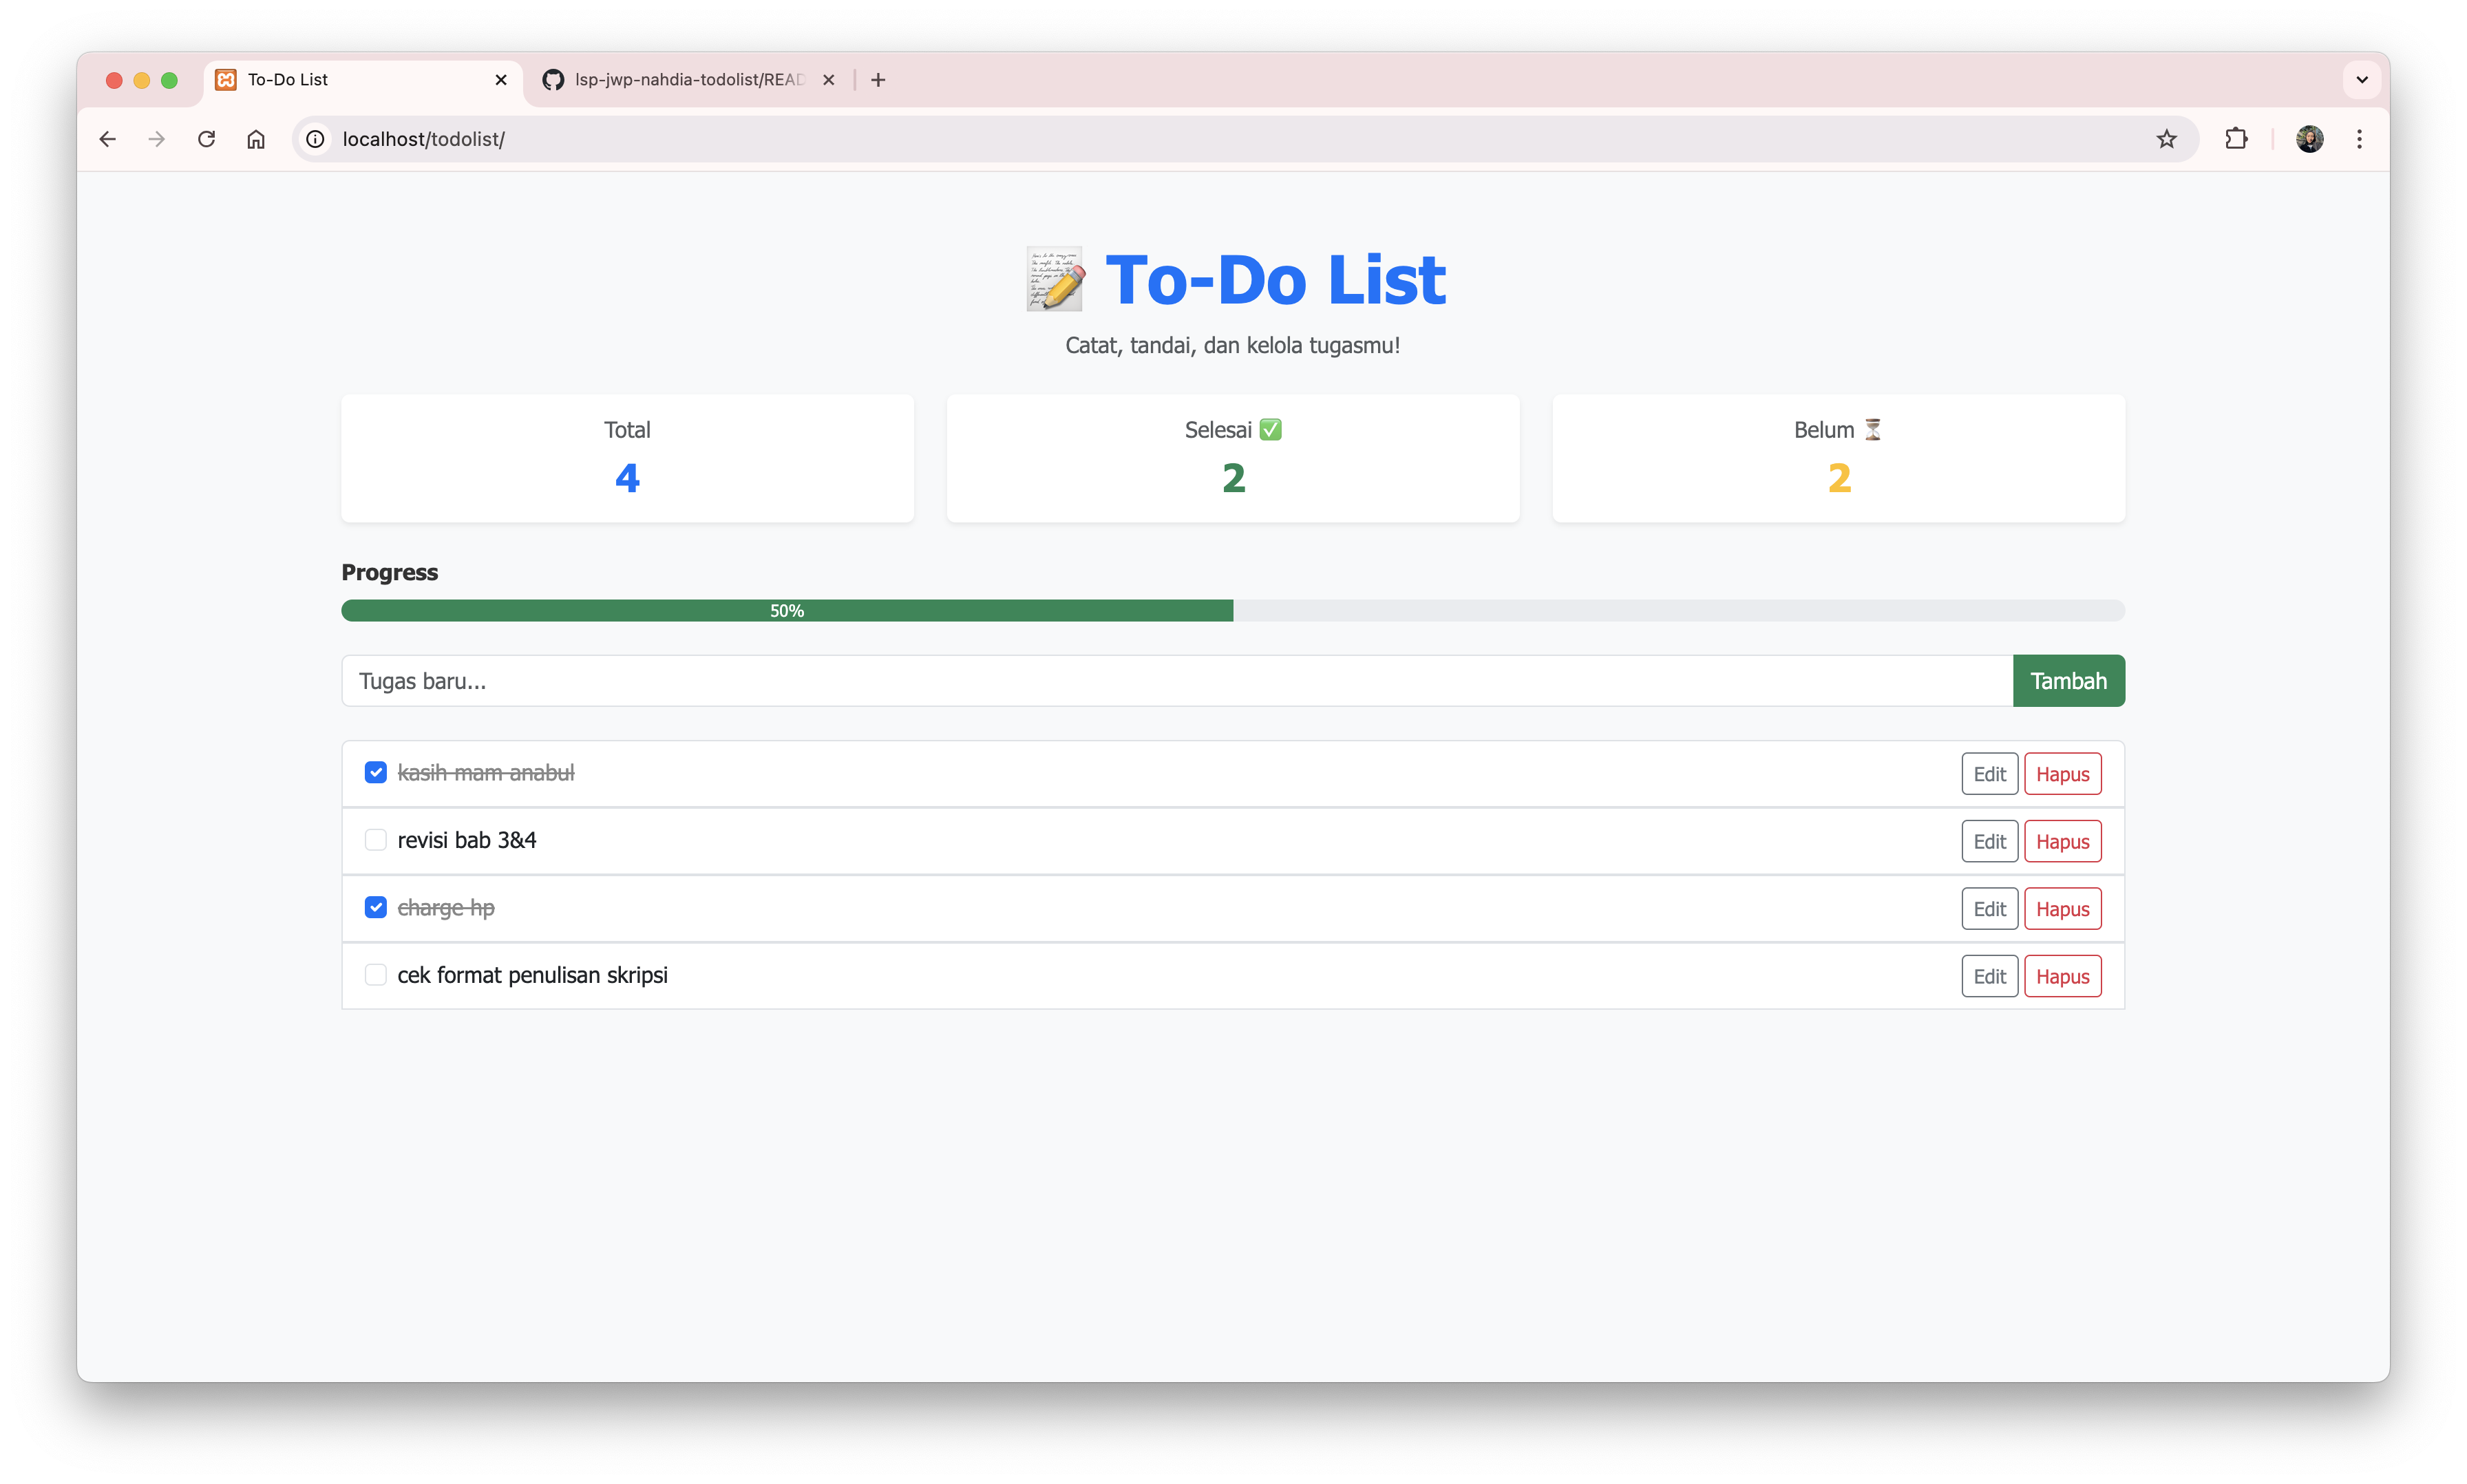 To-Do List
lsp-jwp-nahdia-todolist/READ
localhost/todolist/
To-Do List
Catat, tandai, dan kelola tugasmu!
Total
4
Selesai ✅
2
Belum ⏳
2
Progress
50%
Tugas baru...
Tambah
kasih mam anabul Edit Hapus
revisi bab 3&4 Edit Hapus
charge hp Edit Hapus
cek format penulisan skripsi Edit Hapus